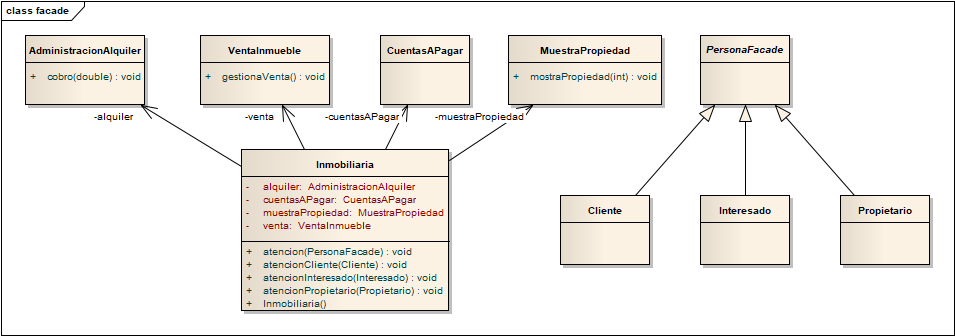 class facade
AdministracionAlquiler
+ cobro(double) : void
VentaInmueble
+ gestionaVenta() : void
CuentasAPagar
MuestraPropiedad
+ mostraPropiedad(int) : void
PersonaFacade
-alquiler
-venta
-cuentasAPagar
-muestraPropiedad
Inmobiliaria
- alquiler: AdministracionAlquiler
- cuentasAPagar: CuentasAPagar
- muestraPropiedad: MuestraPropiedad
- venta: VentaInmueble
+ atencion(PersonaFacade) : void
+ atencionCliente(Cliente) : void
+ atencionInteresado(Interesado) : void
+ atencionPropietario(Propietario) : void
+ Inmobiliaria()
Cliente
Interesado
Propietario